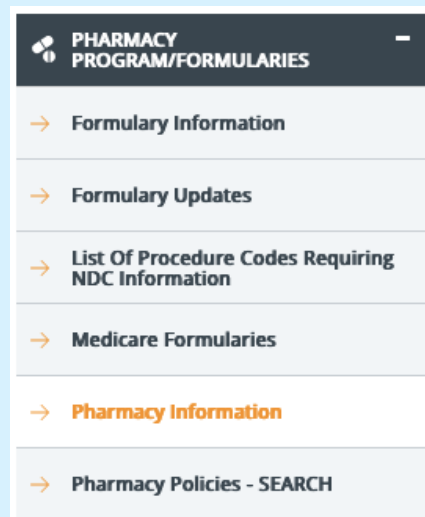 PHARMACY
PROGRAM/FORMULARIES
Formulary Information
Formulary Updates
List Of Procedure Codes Requiring
NDC Information
Medicare Formularies
Pharmacy Information
Pharmacy Policies - SEARCH